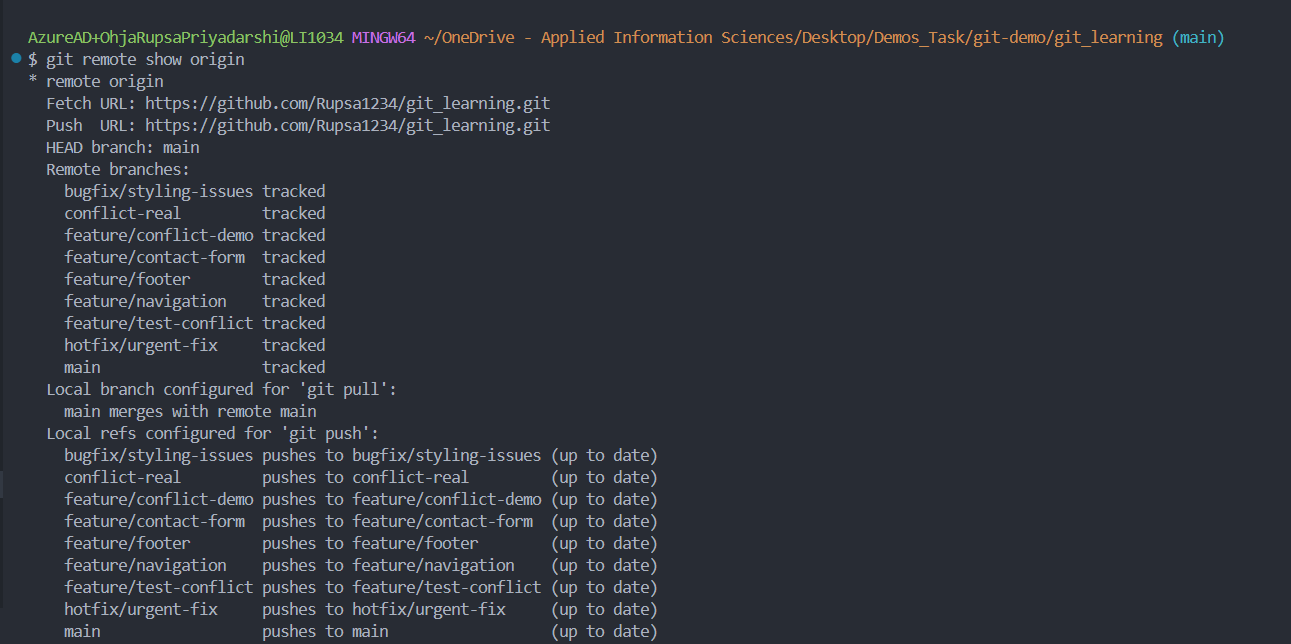 AzureAD+OhjaRupsaPriyadarshi@LI1034 MINGW64 ~/OneDrive - Applied Information Sciences/Desktop/Demos_Task/git-demo/git_learning (main)
$ git remote show origin
* remote origin
  Fetch URL: https://github.com/Rupsa1234/git_learning.git
  Push  URL: https://github.com/Rupsa1234/git_learning.git
  HEAD branch: main
  Remote branches:
    bugfix/styling-issues tracked
    conflict-real         tracked
    feature/conflict-demo tracked
    feature/contact-form  tracked
    feature/footer        tracked
    feature/navigation    tracked
    feature/test-conflict tracked
    hotfix/urgent-fix     tracked
    main                  tracked
  Local branch configured for 'git pull':
    main merges with remote main
  Local refs configured for 'git push':
    bugfix/styling-issues pushes to bugfix/styling-issues (up to date)
    conflict-real         pushes to conflict-real         (up to date)
    feature/conflict-demo pushes to feature/conflict-demo (up to date)
    feature/contact-form  pushes to feature/contact-form  (up to date)
    feature/footer        pushes to feature/footer        (up to date)
    feature/navigation    pushes to feature/navigation    (up to date)
    feature/test-conflict pushes to feature/test-conflict (up to date)
    hotfix/urgent-fix     pushes to hotfix/urgent-fix     (up to date)
    main                  pushes to main                  (up to date)